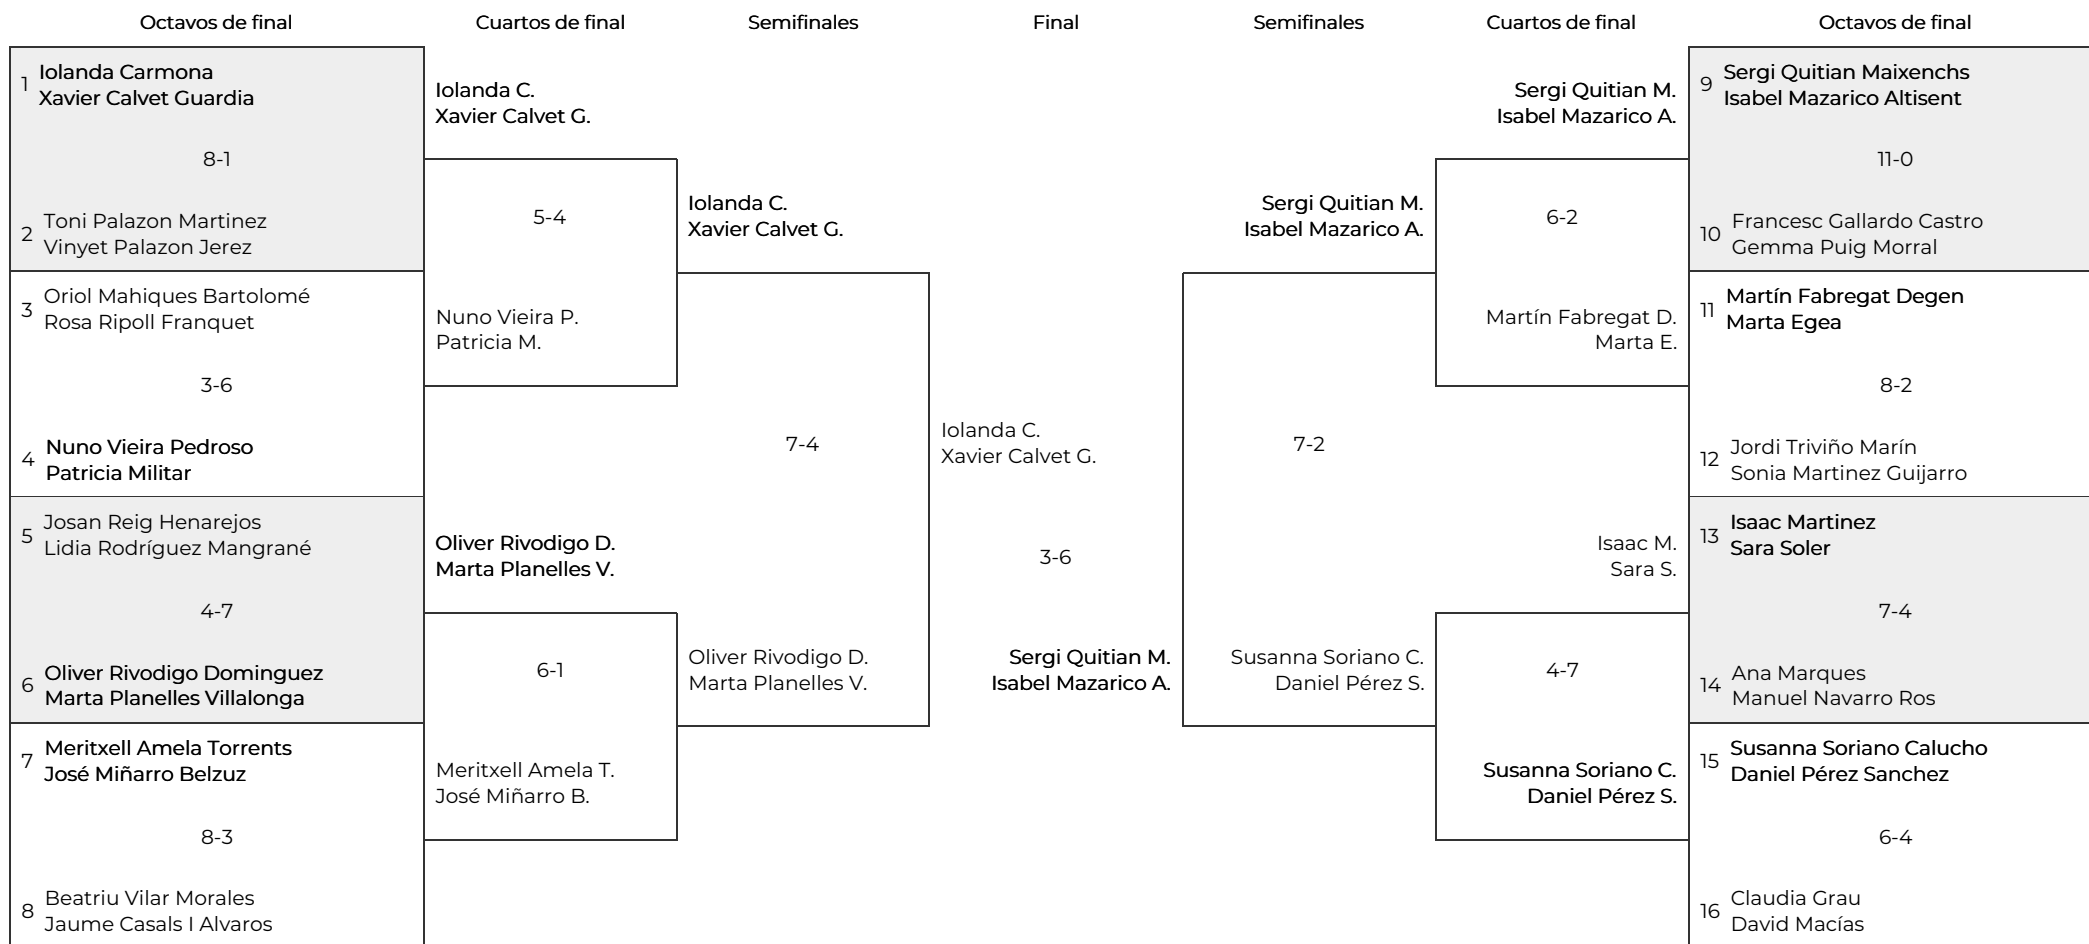 Octavos de final
Cuartos de final
Semifinales
Final
Semifinales
Cuartos de final
Octavos de final
1
Iolanda Carmona
Xavier Calvet Guardia
8-1
2
Toni Palazon Martinez
Vinyet Palazon Jerez
3
Oriol Mahiques Bartolomé
Rosa Ripoll Franquet
3-6
4
Nuno Vieira Pedroso
Patricia Militar
5
Josan Reig Henarejos
Lidia Rodríguez Mangrané
4-7
6
Oliver Rivodigo Dominguez
Marta Planelles Villalonga
7
Meritxell Amela Torrents
José Miñarro Belzuz
8-3
8
Beatriu Vilar Morales
Jaume Casals I Alvaros
Iolanda C.
Xavier Calvet G.
5-4
Nuno Vieira P.
Patricia M.
Oliver Rivodigo D.
Marta Planelles V.
6-1
Meritxell Amela T.
José Miñarro B.
Iolanda C.
Xavier Calvet G.
7-4
Oliver Rivodigo D.
Marta Planelles V.
Iolanda C.
Xavier Calvet G.
3-6
Sergi Quitian M.
Isabel Mazarico A.
Sergi Quitian M.
Isabel Mazarico A.
7-2
Susanna Soriano C.
Daniel Pérez S.
Sergi Quitian M.
Isabel Mazarico A.
6-2
Martín Fabregat D.
Marta E.
Isaac M.
Sara S.
4-7
Susanna Soriano C.
Daniel Pérez S.
9
Sergi Quitian Maixenchs
Isabel Mazarico Altisent
11-0
10
Francesc Gallardo Castro
Gemma Puig Morral
11
Martín Fabregat Degen
Marta Egea
8-2
12
Jordi Triviño Marín
Sonia Martinez Guijarro
13
Isaac Martinez
Sara Soler
7-4
14
Ana Marques
Manuel Navarro Ros
15
Susanna Soriano Calucho
Daniel Pérez Sanchez
6-4
16
Claudia Grau
David Macías